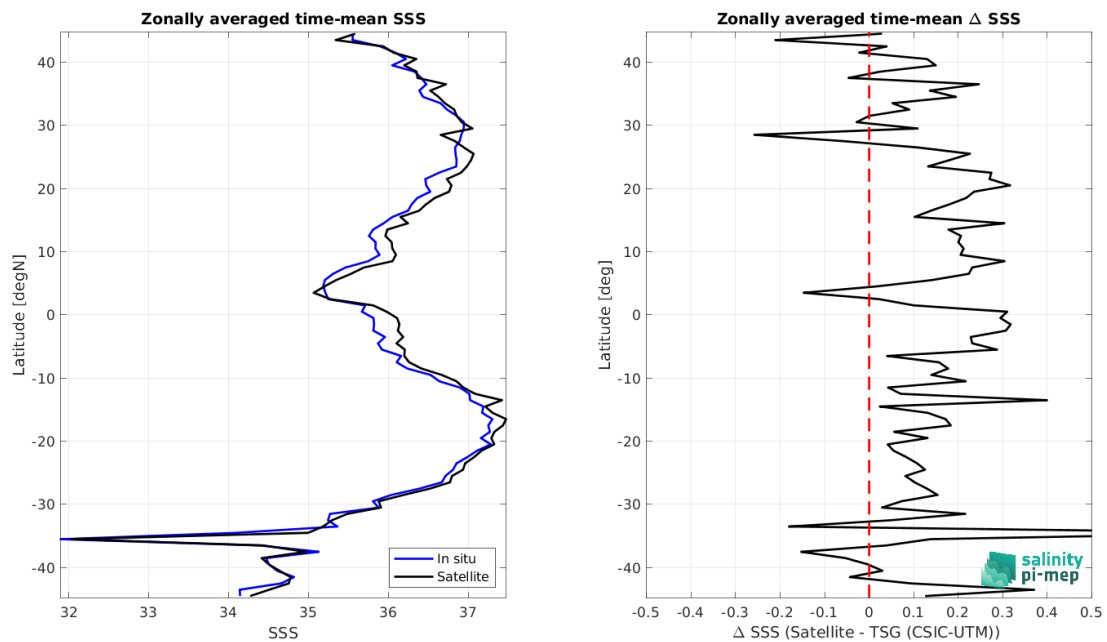 Zonally averaged time-mean SSS
40
30
20
10
0
-10
-20
-30
-40
Latitude [degN]
32 33 34 35 36 37
SSS
In situ
Satellite
Zonally averaged time-mean Δ SSS
40
30
20
10
0
-10
-20
-30
-40
Latitude [deg]
-0.5 -0.4 -0.3 -0.2 -0.1 0 0.1 0.2 0.3 0.4 0.5
Δ SSS (Satellite - TSG (CSIC-UTM))
salinity
pi-mep